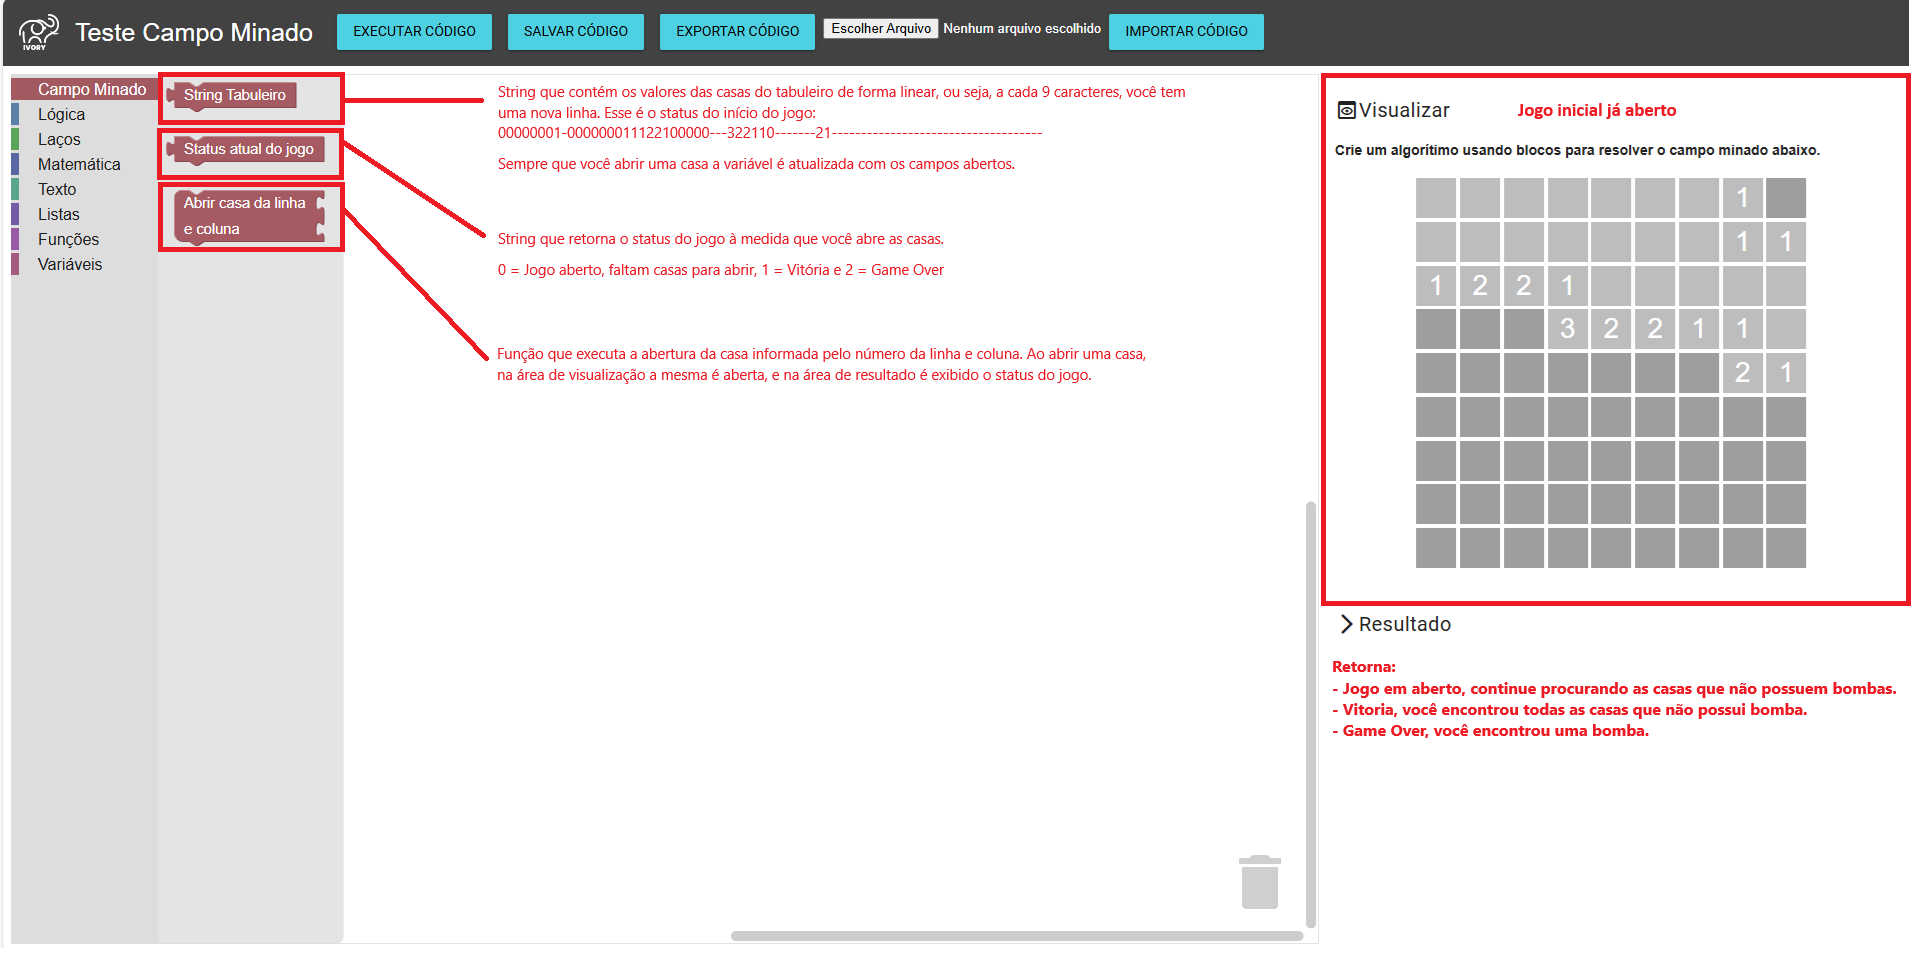 IVORY
Teste Campo Minado
EXECUTAR CÓDIGO
SALVAR CÓDIGO
EXPORTAR CÓDIGO
Escolher Arquivo
Nenhum arquivo escolhido
IMPORTAR CÓDIGO
Campo Minado
Lógica
Laços
Matemática
Texto
Listas
Funções
Variáveis
String Tabuleiro
Status atual do jogo
Abrir casa da linha
e coluna
String que contém os valores das casas do tabuleiro de forma linear, ou seja, a cada 9 caracteres, você tem
uma nova linha. Esse é o status do início do jogo:
00000001-000000011122100000---322110-------21------------------------------------
Sempre que você abrir uma casa a variável é atualizada com os campos abertos.
String que retorna o status do jogo à medida que você abre as casas.
0 = Jogo aberto, faltam casas para abrir, 1 = Vitória e 2 = Game Over
Função que executa a abertura da casa informada pelo número da linha e coluna. Ao abrir uma casa,
na área de visualização a mesma é aberta, e na área de resultado é exibido o status do jogo.
Visualizar
Jogo inicial já aberto
Crie um algorítimo usando blocos para resolver o campo minado abaixo.
1
1 1
1 2 2 1
3 2 2 1 1
2 1
Resultado
Retorna:
- Jogo em aberto, continue procurando as casas que não possuem bombas.
- Vitoria, você encontrou todas as casas que não possui bomba.
- Game Over, você encontrou uma bomba.